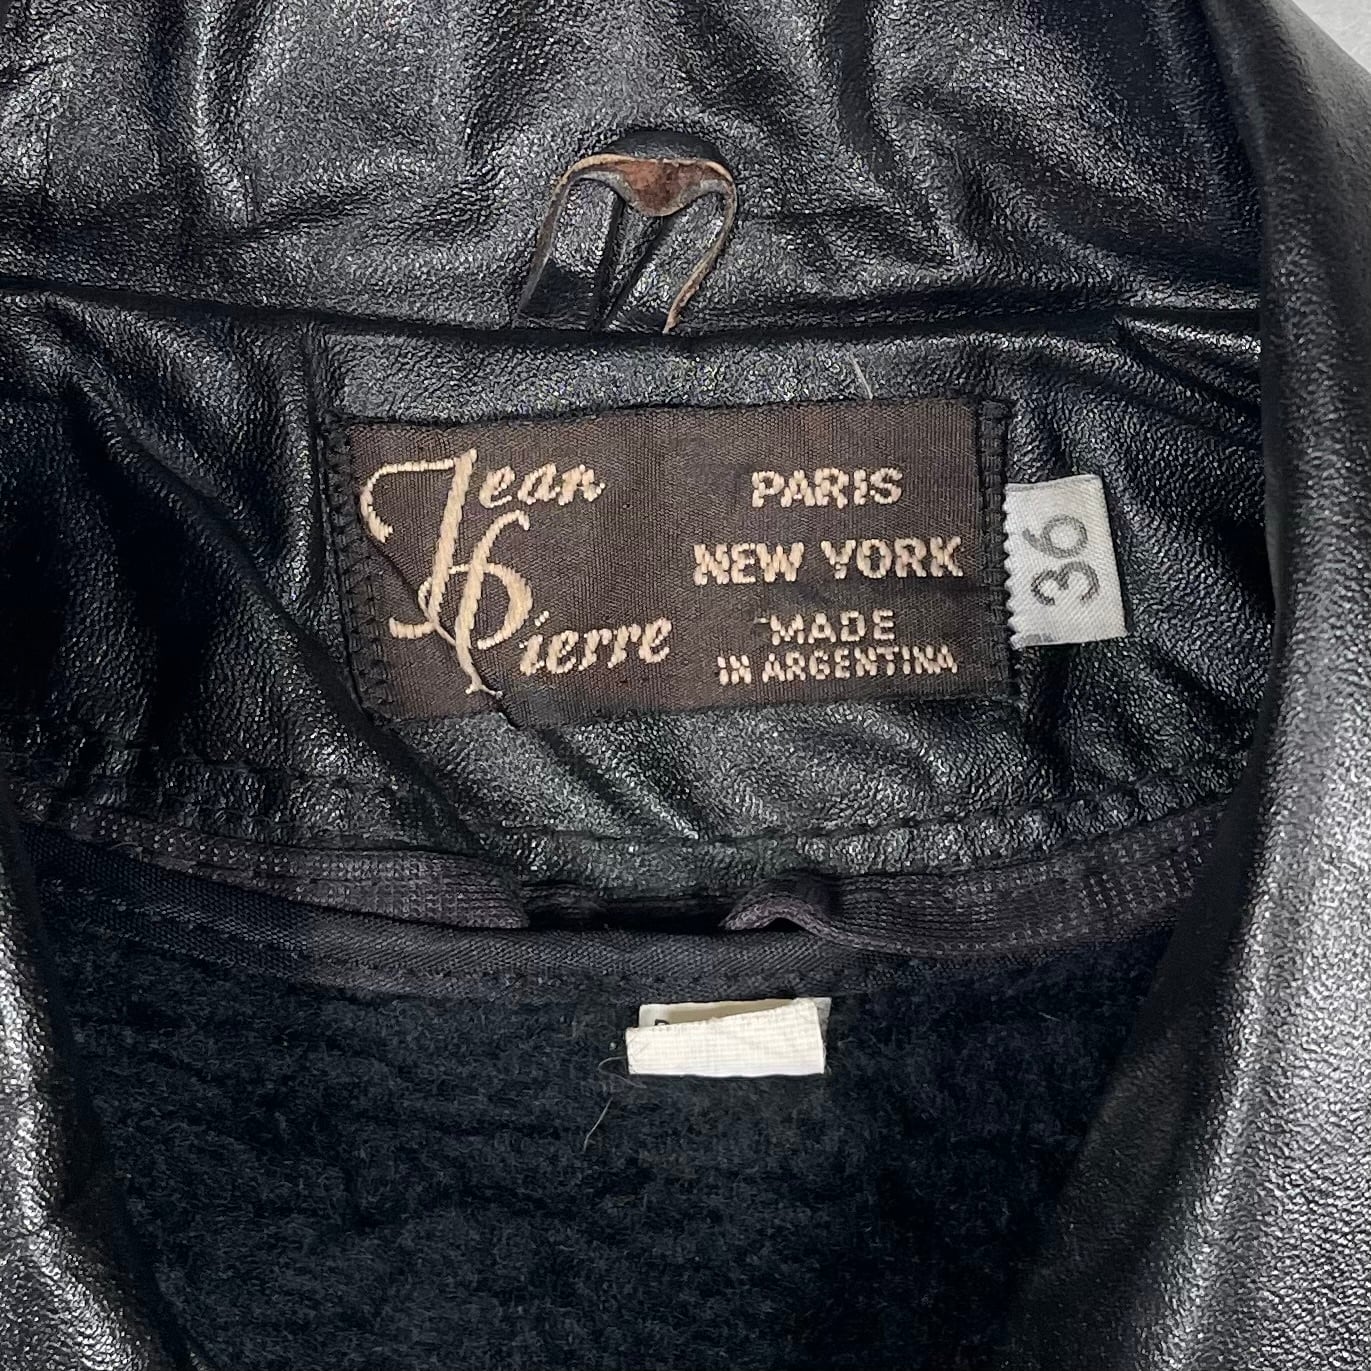 Jean
Pierre
PARIS
NEW YORK
MADE
IN ARGENTINA
36